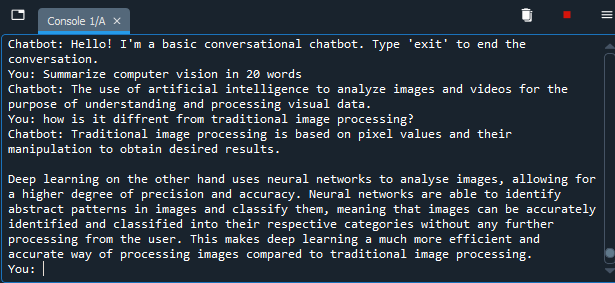 Console 1/A
Chatbot: Hello! I'm a basic conversational chatbot. Type 'exit' to end the
conversation.
You: Summarize computer vision in 20 words
Chatbot: The use of artificial intelligence to analyze images and videos for the
purpose of understanding and processing visual data.
You: how is it diffrent from traditional image processing?
Chatbot: Traditional image processing is based on pixel values and their
manipulation to obtain desired results.
Deep learning on the other hand uses neural networks to analyse images, allowing for
a higher degree of precision and accuracy. Neural networks are able to identify
abstract patterns in images and classify them, meaning that images can be accurately
identified and classified into their respective categories without any further
processing from the user. This makes deep learning a much more efficient and
accurate way of processing images compared to traditional image processing.
You: